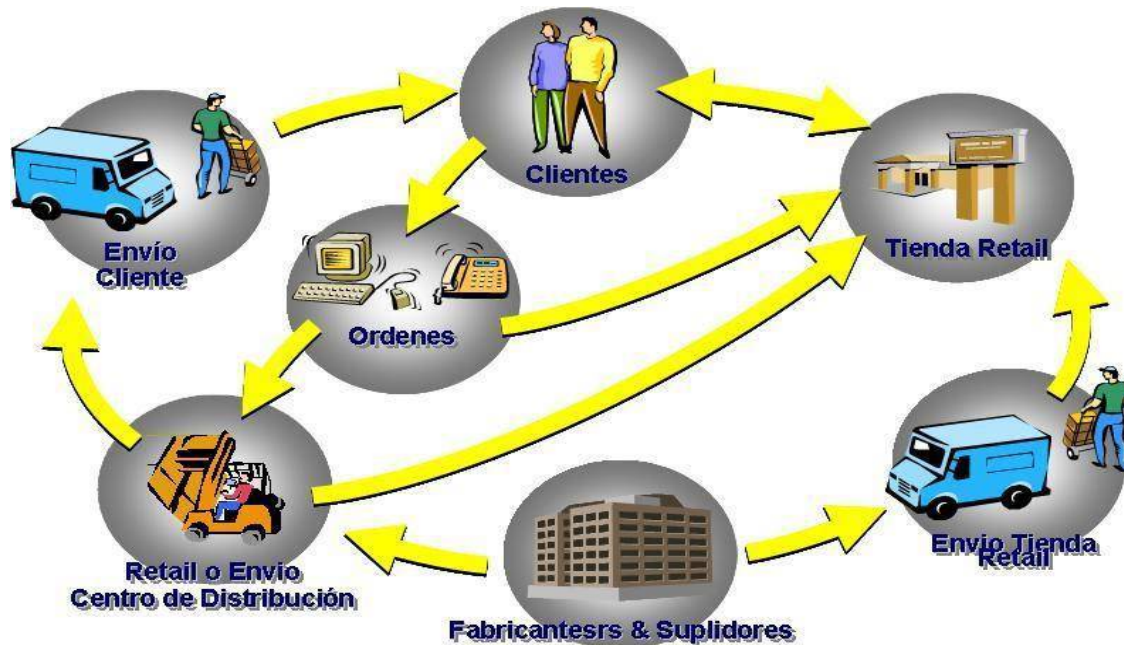 Clientes
Envío
Cliente
Tienda Retail
Ordenes
Retail o Envio
Centro de Distribución
Envio Tienda
Retail
Fabricantesrs & Suplidores